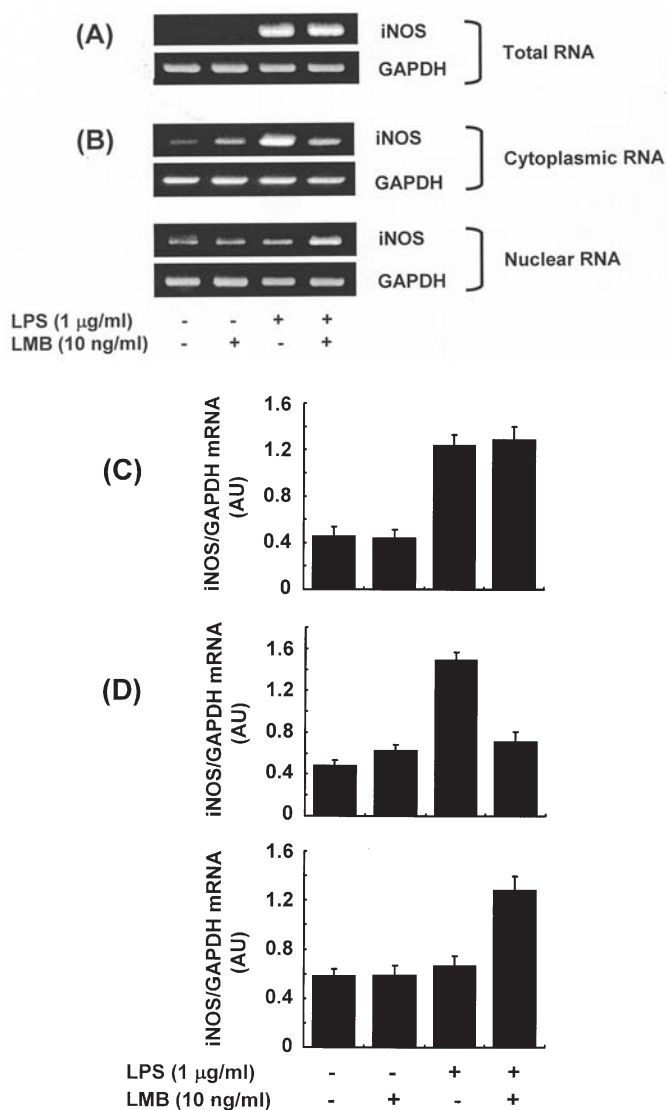 (A)
iNOS
GAPDH
Total RNA
(B)
iNOS
GAPDH
Cytoplasmic RNA
iNOS
GAPDH
Nuclear RNA
LPS (1 μg/ml) - - + +
LMB (10 ng/ml) - + - +
(C)
iNOS/GAPDH mRNA
(AU)
1.6
1.2
0.8
0.4
0
(D)
iNOS/GAPDH mRNA
(AU)
1.6
1.2
0.8
0.4
0
iNOS/GAPDH mRNA
(AU)
1.6
1.2
0.8
0.4
0
LPS (1 μg/ml) - - + +
LMB (10 ng/ml) - + - +